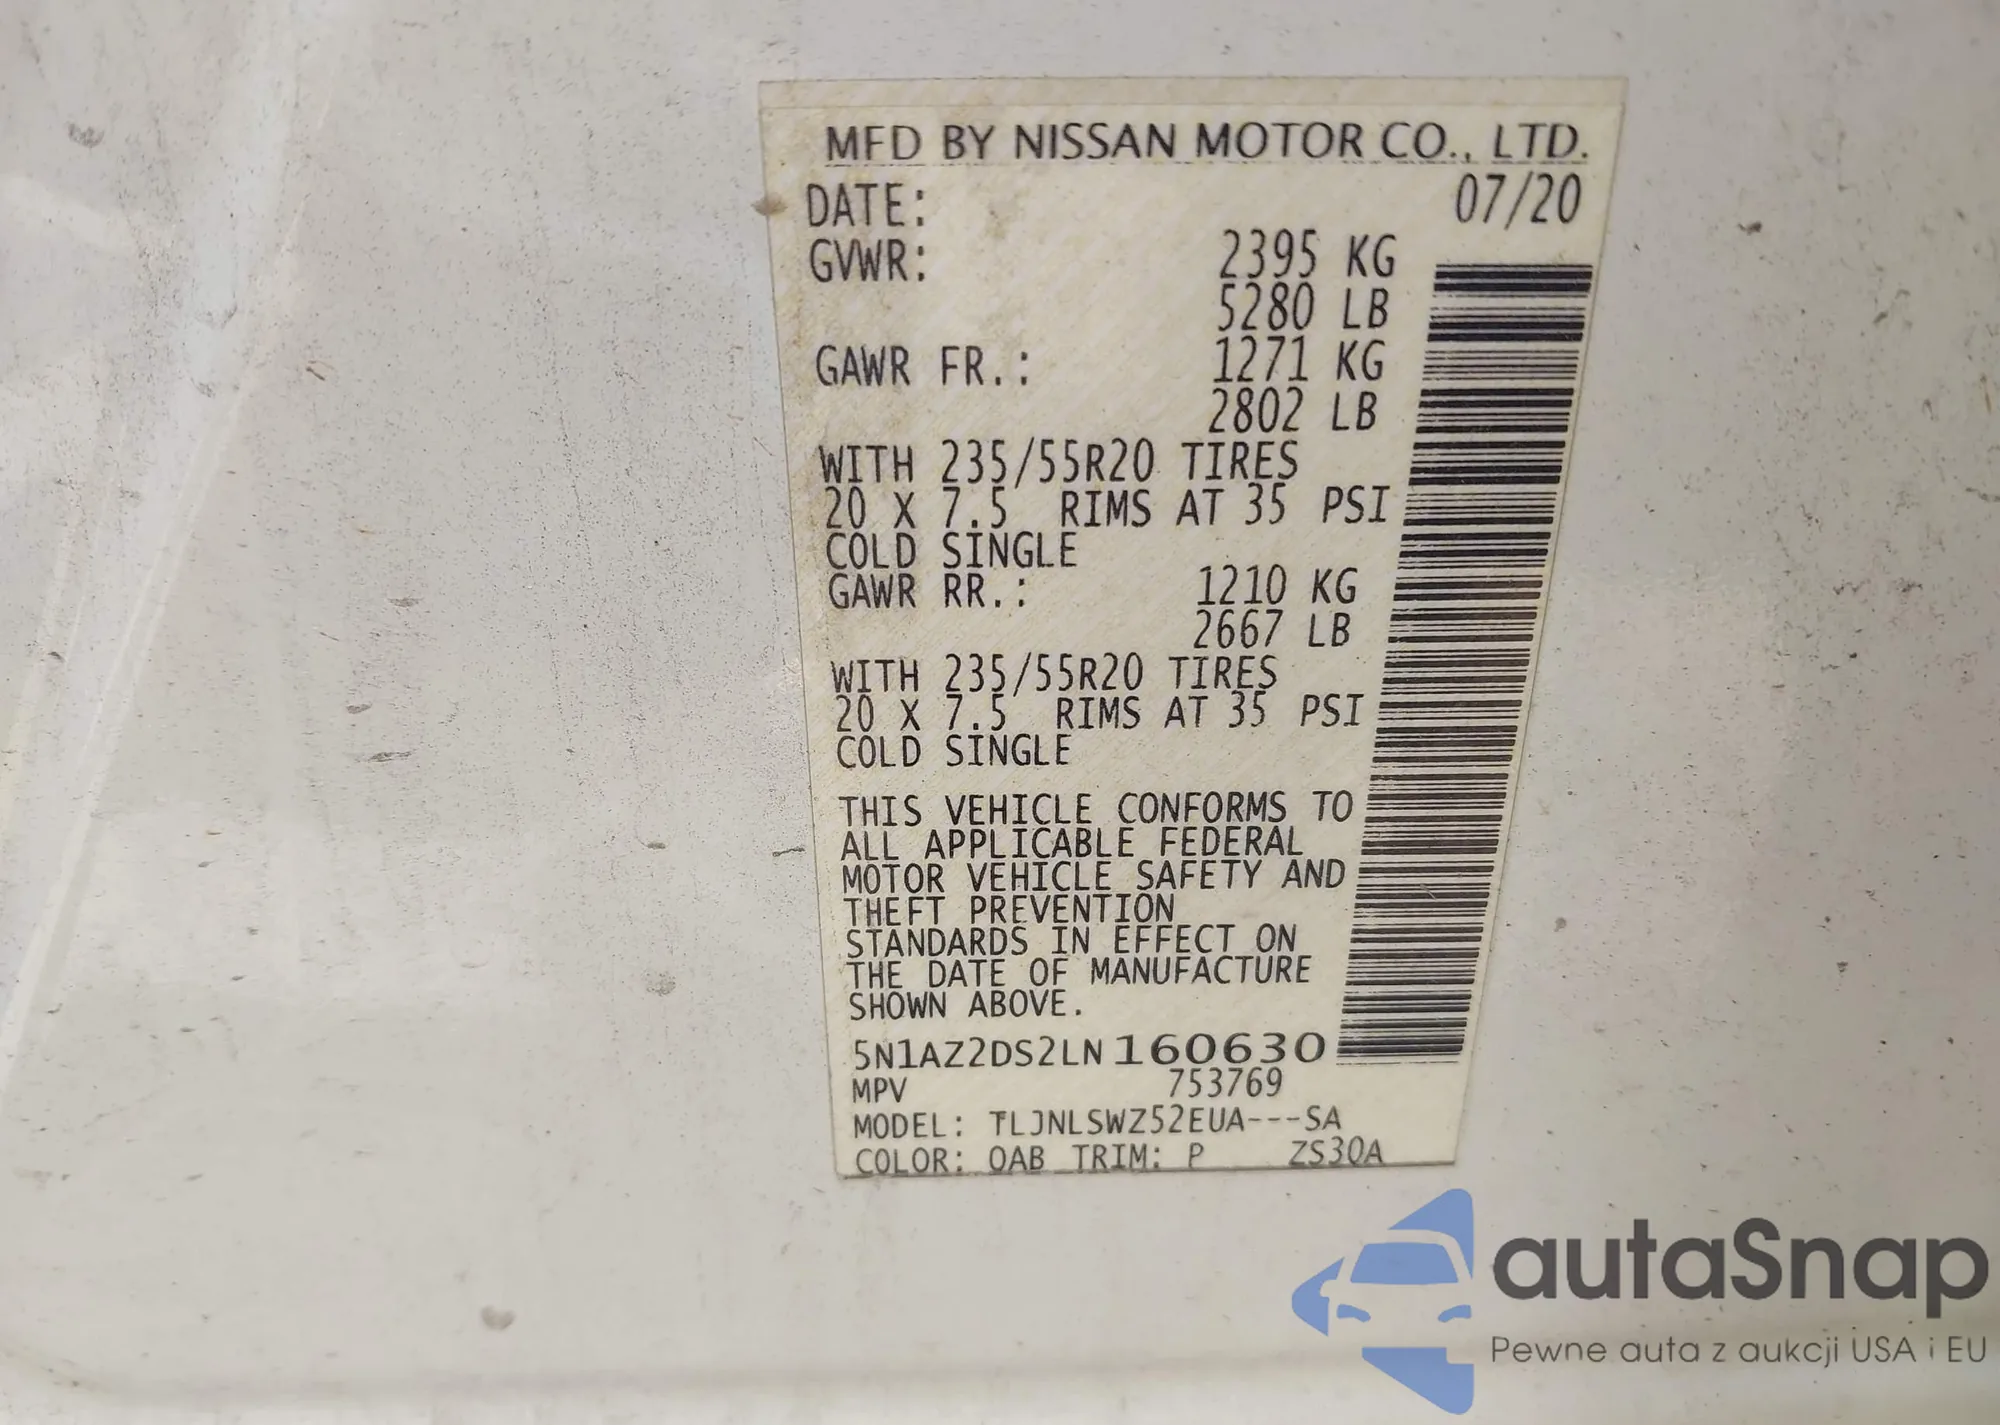 MFD BY NISSAN MOTOR CO., LTD.
DATE: 07/20
GVWR: 2395 KG
5280 LB
GAWR FR.: 1271 KG
2802 LB
WITH 235/55R20 TIRES
20 X 7.5 RIMS AT 35 PSI
COLD SINGLE
GAWR RR.: 1210 KG
2667 LB
WITH 235/55R20 TIRES
20 X 7.5 RIMS AT 35 PSI
COLD SINGLE
THIS VEHICLE CONFORMS TO
ALL APPLICABLE FEDERAL
MOTOR VEHICLE SAFETY AND
THEFT PREVENTION
STANDARDS IN EFFECT ON
THE DATE OF MANUFACTURE
SHOWN ABOVE.
5N1AZ2DS2LN160630
MPV 753769
MODEL: TLJNLSWZ52EUA---SA
COLOR: QAB TRIM: P ZS30A
autaSnap
Pewne auta z aukcji USA i EU